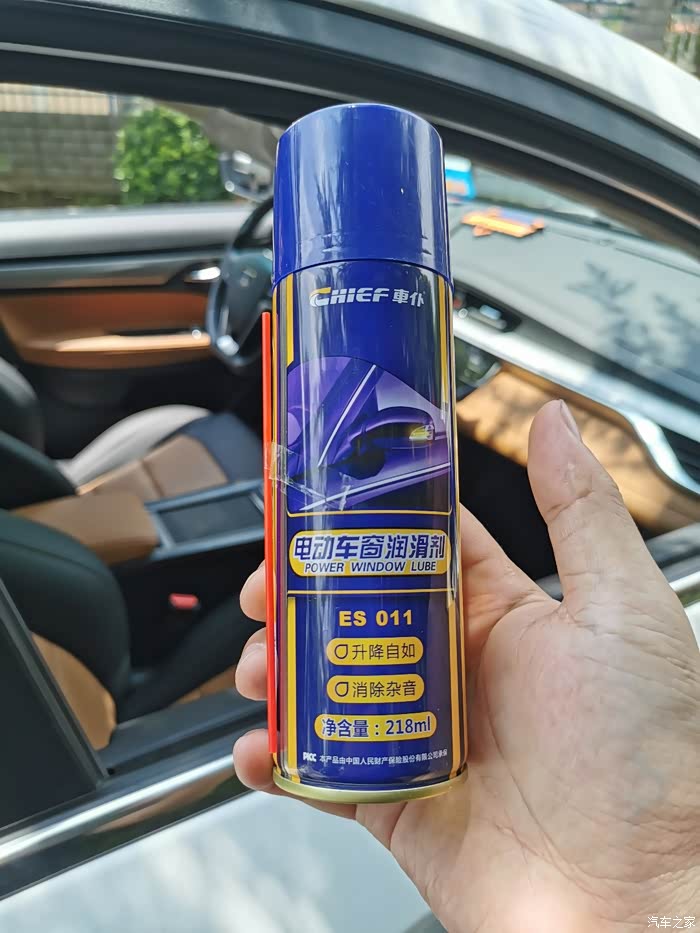 CHIEF 車仆
电动车窗润滑剂
POWER WINDOW LUBE
ES 011
升降自如
消除杂音
净含量：218ml
PICC 本产品由中国人民财产保险股份有限公司承保
汽车之家